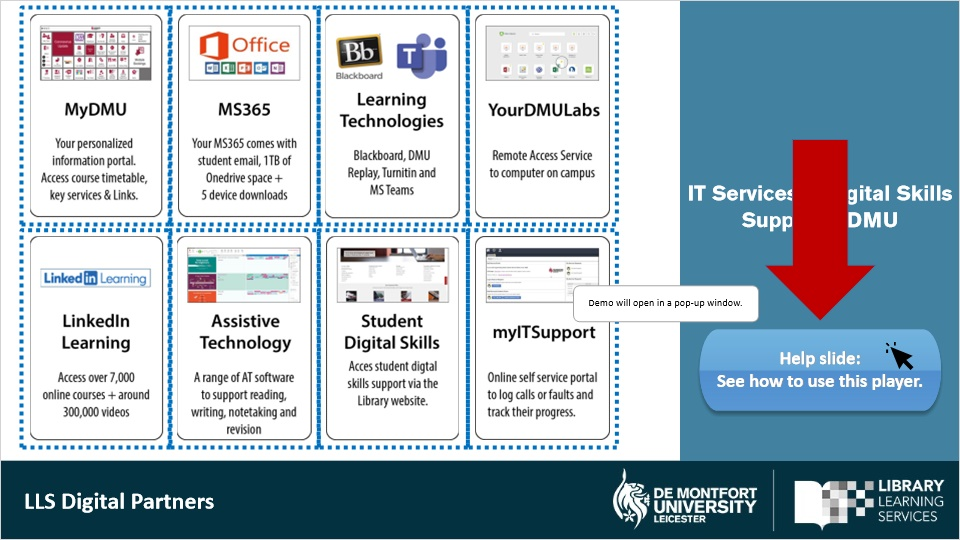 Office
Bb
Blackboard
MyDMU
Your personalized
information portal.
Access course timetable,
key services & Links.
MS365
Your MS365 comes with
student email, 1TB of
Onedrive space +
5 device downloads
Learning
Technologies
Blackboard, DMU
Replay, Turnitin and
MS Teams
YourDMULabs
Remote Access Service
to computer on campus
Linked in Learning
LinkedIn
Learning
Access over 7,000
online courses + around
300,000 videos
Assistive
Technology
A range of AT software
to support reading,
writing, notetaking and
revision
Student
Digital Skills
Acces student digtal
skills support via the
Library website.
myITSupport
Online self service portal
to log calls or faults and
track their progress.
IT Services gital Skills
Supp DMU
Demo will open in a pop-up window.
Help slide:
See how to use this player.
LLS Digital Partners
DE MONTFORT
UNIVERSITY
LEICESTER
LIBRARY
LEARNING
SERVICES